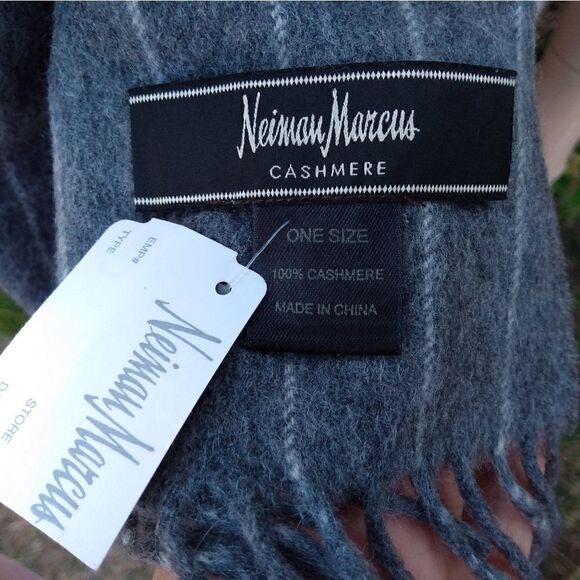 Neiman Marcus
CASHMERE
ONE SIZE
100% CASHMERE
MADE IN CHINA
EMP#
TYPE
Neiman Marcus
STORE